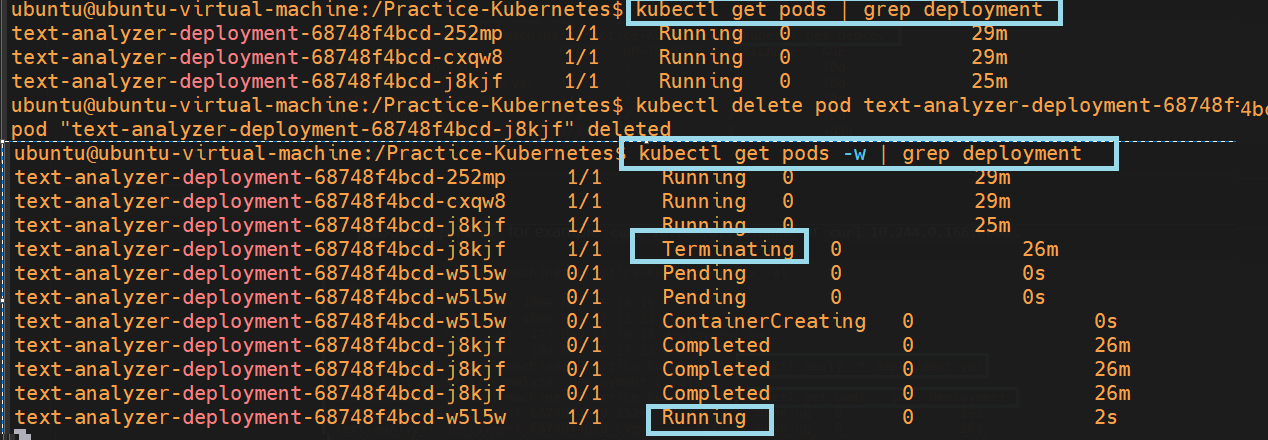 ubuntu@ubuntu-virtual-machine:/Practice-Kubernetes$ kubectl get pods | grep deployment
text-analyzer-deployment-68748f4bcd-252mp 1/1 Running 0 29m
text-analyzer-deployment-68748f4bcd-cxqw8 1/1 Running 0 29m
text-analyzer-deployment-68748f4bcd-j8kjf 1/1 Running 0 25m
ubuntu@ubuntu-virtual-machine:/Practice-Kubernetes$ kubectl delete pod text-analyzer-deployment-68748f4bc
pod "text-analyzer-deployment-68748f4bcd-j8kjf" deleted
ubuntu@ubuntu-virtual-machine:/Practice-Kubernetes$ kubectl get pods -w | grep deployment
text-analyzer-deployment-68748f4bcd-252mp 1/1 Running 0 29m
text-analyzer-deployment-68748f4bcd-cxqw8 1/1 Running 0 29m
text-analyzer-deployment-68748f4bcd-j8kjf 1/1 Running 0 25m
text-analyzer-deployment-68748f4bcd-j8kjf 1/1 Terminating 0 26m
text-analyzer-deployment-68748f4bcd-w5l5w 0/1 Pending 0 0s
text-analyzer-deployment-68748f4bcd-w5l5w 0/1 Pending 0 0s
text-analyzer-deployment-68748f4bcd-w5l5w 0/1 ContainerCreating 0 0s
text-analyzer-deployment-68748f4bcd-j8kjf 0/1 Completed 0 26m
text-analyzer-deployment-68748f4bcd-j8kjf 0/1 Completed 0 26m
text-analyzer-deployment-68748f4bcd-j8kjf 0/1 Completed 0 26m
text-analyzer-deployment-68748f4bcd-w5l5w 1/1 Running 0 2s